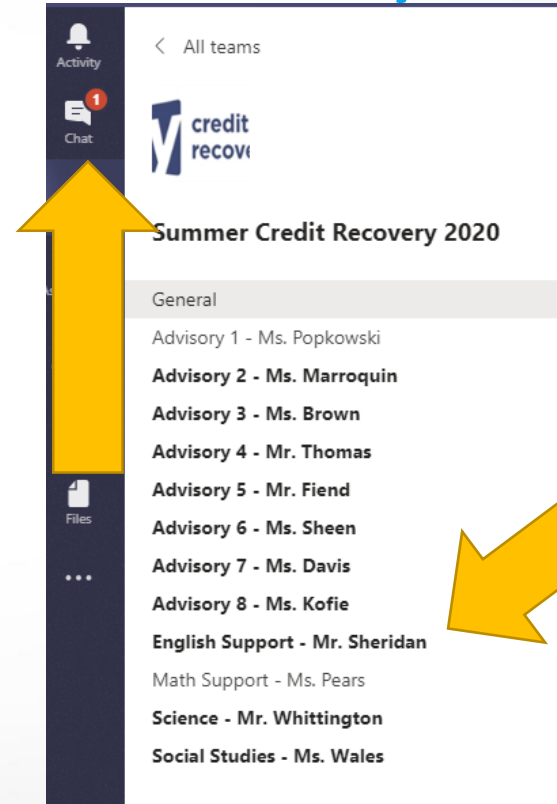 Activity
All teams
1
Chat
credit
Summer Credit Recovery 2020
General
Advisory 1 - Ms. Popkowski
Advisory 2 - Ms. Marroquin
Advisory 3 - Ms. Brown
Advisory 4 - Mr. Thomas
Advisory 5 - Mr. Fiend
Advisory 6 - Ms. Sheen
Advisory 7 - Ms. Davis
Advisory 8 - Ms. Kofie
English Support - Mr. Sheridan
Math Support - Ms. Pears
Science - Mr. Whittington
Social Studies - Ms. Wales
Files